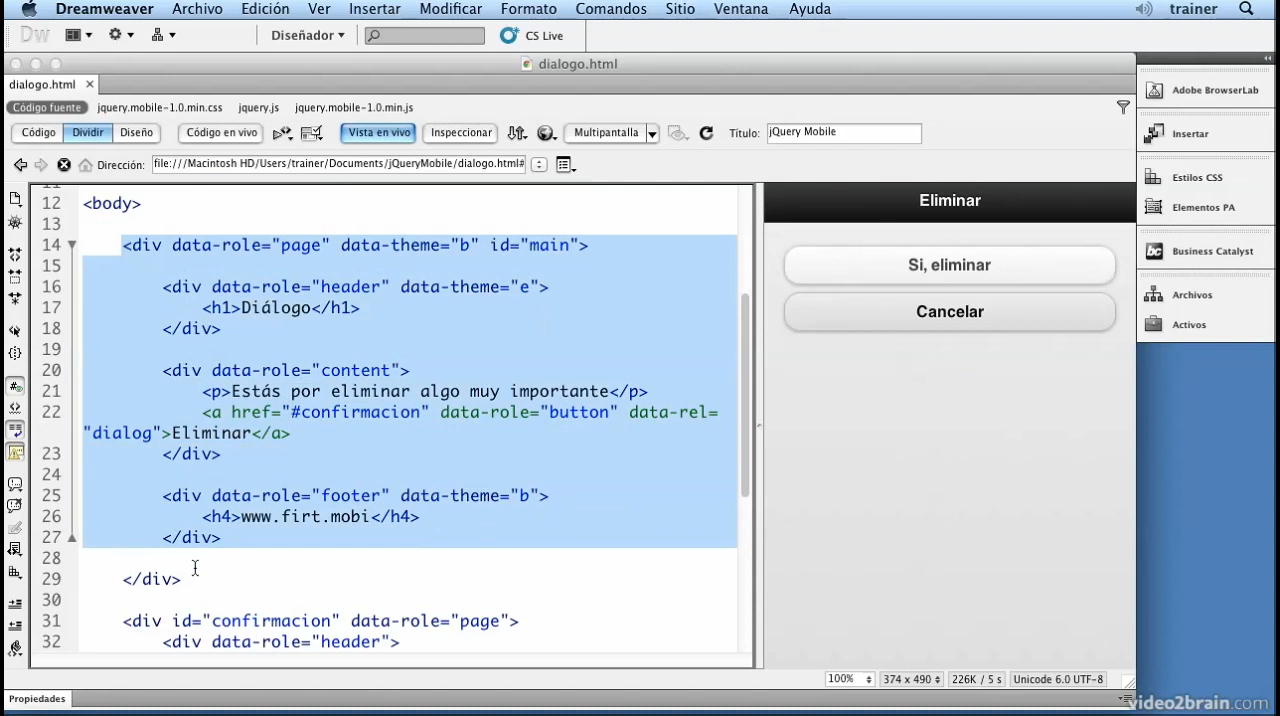 Dreamweaver Archivo Edición Ver Insertar Modificar Formato Comandos Sitio Ventana Ayuda trainer
Dw Diseñador CS Live
dialogo.html
dialogo.html
Código fuente jquery.mobile-1.0.min.css jquery.js jquery.mobile-1.0.min.js
Código Dividir Diseño Código en vivo Vista en vivo Inspeccionar Multipantalla Título: jQuery Mobile
Dirección: file:///Macintosh HD/Users/trainer/Documents/jQueryMobile/dialogo.html#
11
12 <body>
13
14 <div data-role="page" data-theme="b" id="main">
15
16 <div data-role="header" data-theme="e">
17 <h1>Diálogo</h1>
18 </div>
19
20 <div data-role="content">
21 <p>Estás por eliminar algo muy importante</p>
22 <a href="#confirmacion" data-role="button" data-rel=
"dialog">Eliminar</a>
23 </div>
24
25 <div data-role="footer" data-theme="b">
26 <h4>www.firt.mobi</h4>
27 </div>
28
29 </div>
30
31 <div id="confirmacion" data-role="page">
32 <div data-role="header">
Eliminar
Si, eliminar
Cancelar
Adobe BrowserLab
Insertar
Estilos CSS
Elementos PA
bc Business Catalyst
Archivos
Activos
100% 374 x 490 226K / 5 s Unicode 6.0 UTF-8
Propiedades
video2brain.com